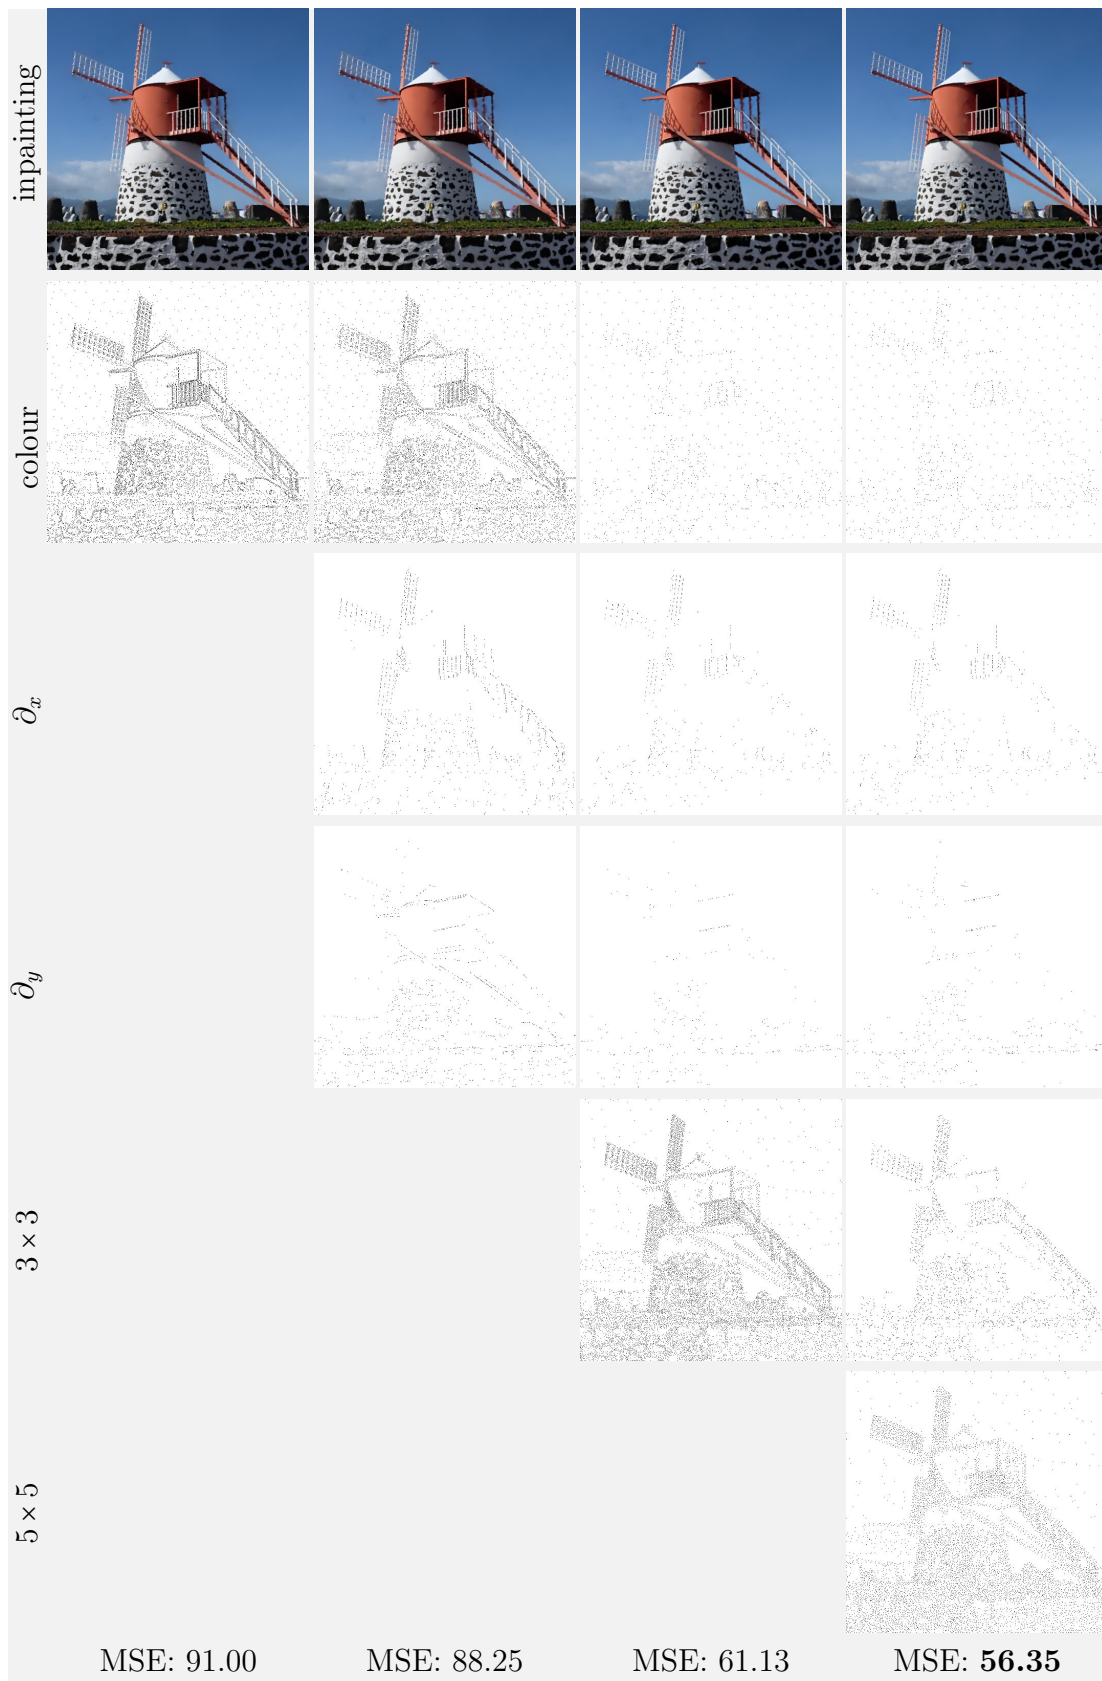 inpainting
colour
∂x
∂y
3 × 3
5 × 5
MSE: 91.00 MSE: 88.25 MSE: 61.13 MSE: 56.35